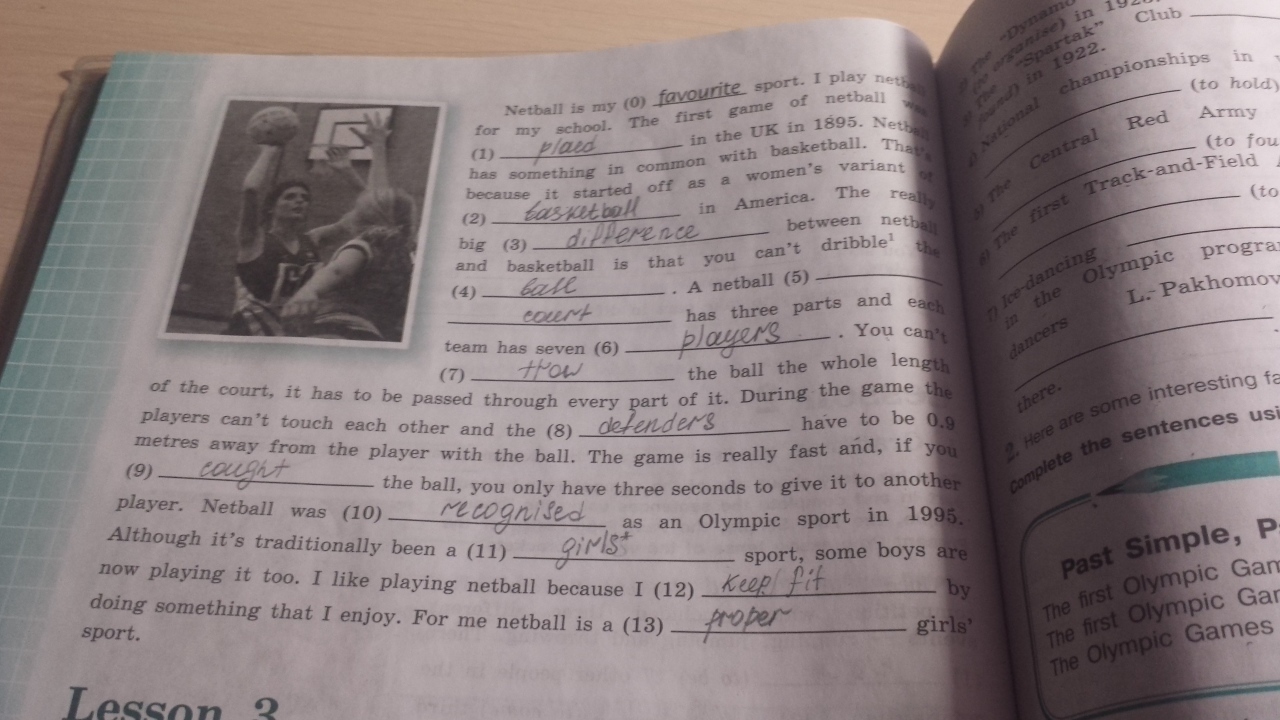 Netball is my (0) favourite sport. I play netball
for my school. The first game of netball was
(1) plaed in the UK in 1895. Netball
has something in common with basketball. That's
because it started off as a women's variant of
(2) basketball in America. The really
big (3) difference between netball
and basketball is that you can't dribble¹ the
(4) ball . A netball (5)
court has three parts and each
team has seven (6) players . You can't
(7) trow the ball the whole length
of the court, it has to be passed through every part of it. During the game the
players can't touch each other and the (8) defenders have to be 0.9
metres away from the player with the ball. The game is really fast and, if you
(9) caught the ball, you only have three seconds to give it to another
player. Netball was (10) recognised as an Olympic sport in 1995.
Although it's traditionally been a (11) girls' sport, some boys are
now playing it too. I like playing netball because I (12) keep fit by
doing something that I enjoy. For me netball is a (13) proper girls'
sport.
Lesson 3
The "Dynamo"
(to organise) in
The "Spartak" Club
in 1922.
National championships in
(to hold)
The Central Red Army
(to fou
The first Track-and-Field
(to
Ice-dancing
in the Olympic progra
dancers L. Pakhomov
there.
2. Here are some interesting fa
Complete the sentences usi
Past Simple, P
The first Olympic Gam
The first Olympic Gar
The Olympic Games